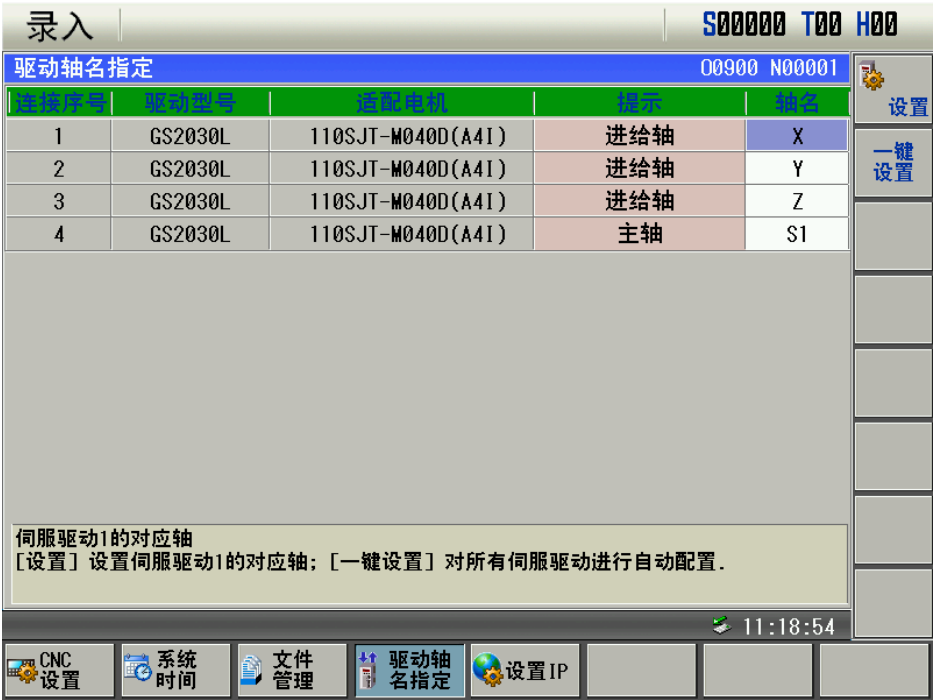 录入 S00000 T00 H00
驱动轴名指定 O0900 N00001
连接序号 驱动型号 适配电机 提示 轴名
1 GS2030L 110SJT-M040D(A4I) 进给轴 X
2 GS2030L 110SJT-M040D(A4I) 进给轴 Y
3 GS2030L 110SJT-M040D(A4I) 进给轴 Z
4 GS2030L 110SJT-M040D(A4I) 主轴 S1
设置
一键
设置
伺服驱动1的对应轴
[设置] 设置伺服驱动1的对应轴; [一键设置] 对所有伺服驱动进行自动配置.
11:18:54
CNC
设置
系统
时间
文件
管理
驱动轴
名指定
设置IP